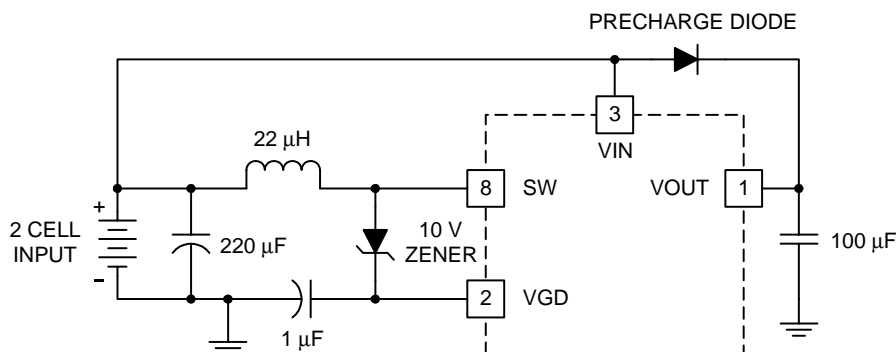 PRECHARGE DIODE
3
VIN
22 μH
8
SW
VOUT
1
+
2 CELL
INPUT
−
220 μF
10 V
ZENER
100 μF
2
VGD
1 μF